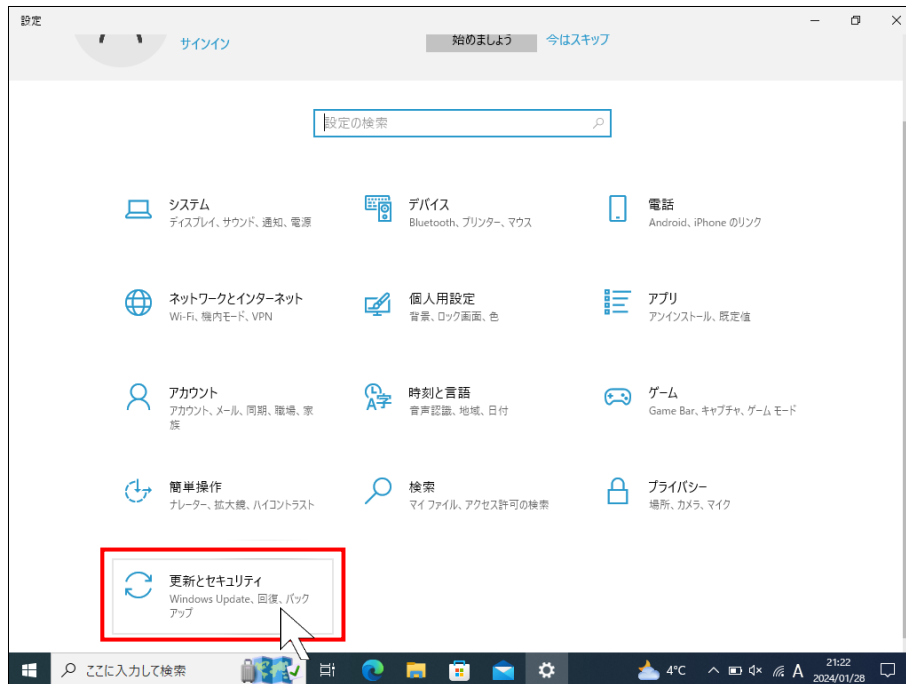 設定
サインイン
始めましょう 今はスキップ
設定の検索
システム
ディスプレイ、サウンド、通知、電源
デバイス
Bluetooth、プリンター、マウス
電話
Android、iPhone のリンク
ネットワークとインターネット
Wi-Fi、機内モード、VPN
個人用設定
背景、ロック画面、色
アプリ
アンインストール、既定値
アカウント
アカウント、メール、同期、職場、家
族
時刻と言語
音声認識、地域、日付
ゲーム
Game Bar、キャプチャ、ゲーム モード
簡単操作
ナレーター、拡大鏡、ハイコントラスト
検索
マイ ファイル、アクセス許可の検索
プライバシー
場所、カメラ、マイク
更新とセキュリティ
Windows Update、回復、バック
アップ
ここに入力して検索
4°C
A
21:22
2024/01/28